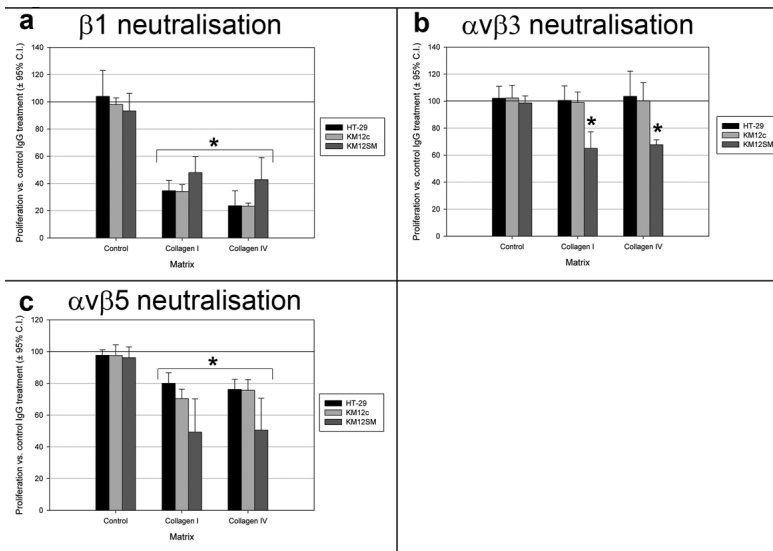 a β1 neutralisation
Proliferation vs. control IgG treatment (± 95% C.I.)
140
120
100
80
60
40
20
0
*
HT-29
KM12c
KM12SM
Control Collagen I Collagen IV
Matrix
b αvβ3 neutralisation
Proliferation vs. control IgG treatment (± 95% C.I.)
140
120
100
80
60
40
20
0
* *
HT-29
KM12c
KM12SM
Control Collagen I Collagen IV
Matrix
c αvβ5 neutralisation
Proliferation vs. control IgG treatment (± 95% C.I.)
120
100
80
60
40
20
0
*
HT-29
KM12c
KM12SM
Control Collagen I Collagen IV
Matrix